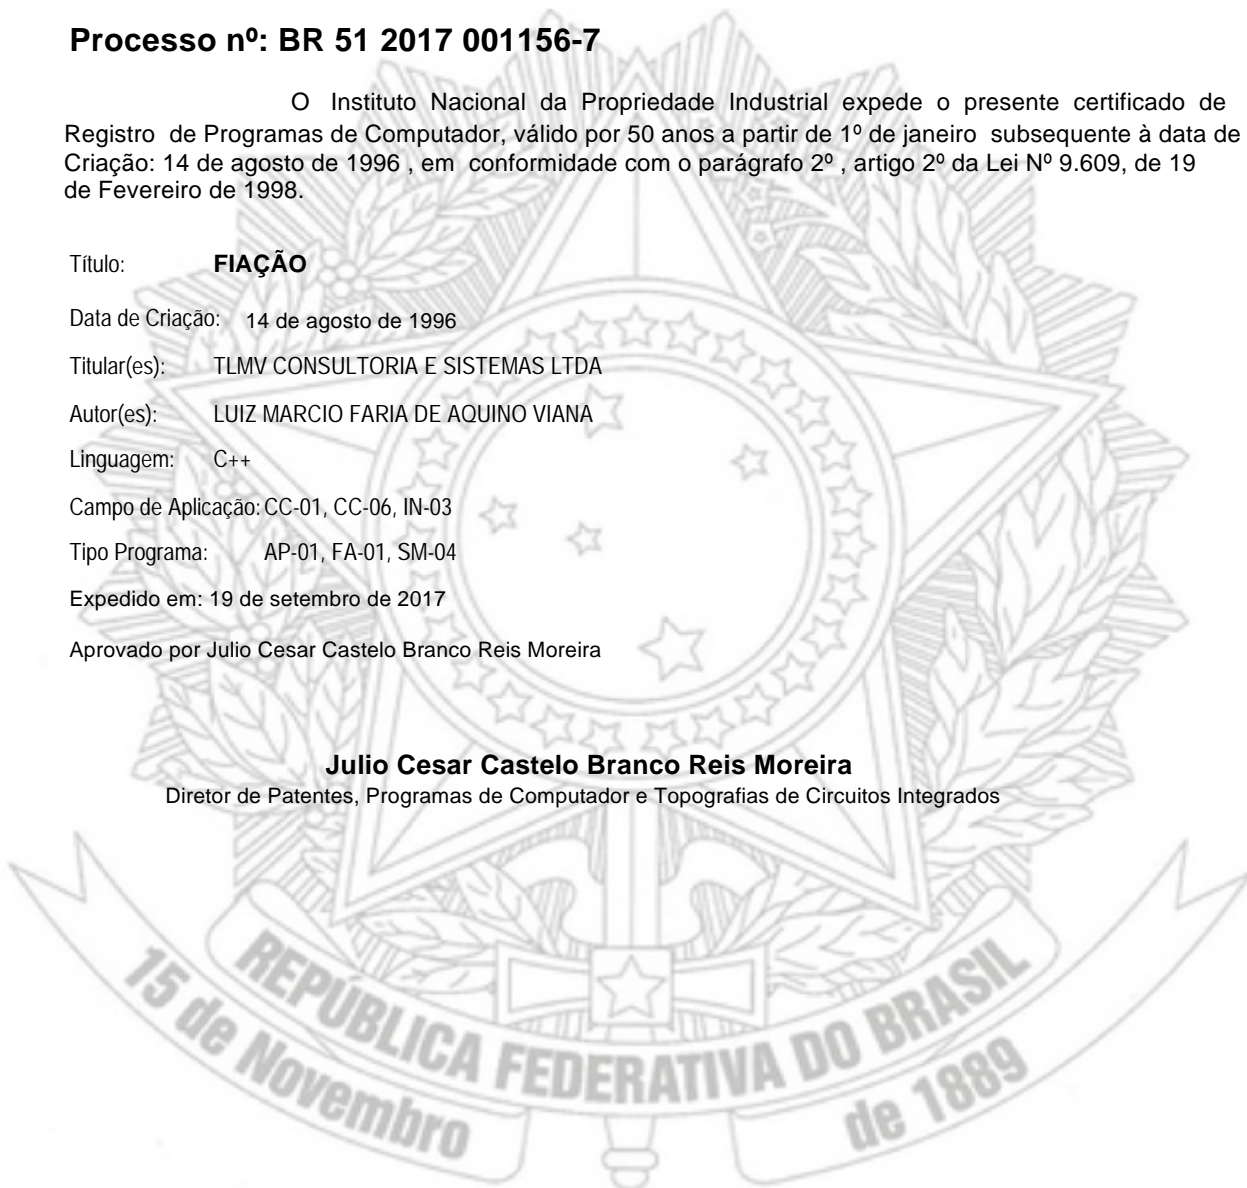 Processo nº: BR 51 2017 001156-7
O Instituto Nacional da Propriedade Industrial expede o presente certificado de
Registro de Programas de Computador, válido por 50 anos a partir de 1º de janeiro subsequente à data de
Criação: 14 de agosto de 1996 , em conformidade com o parágrafo 2º , artigo 2º da Lei Nº 9.609, de 19
de Fevereiro de 1998.
Título: FIAÇÃO
Data de Criação: 14 de agosto de 1996
Titular(es): TLMV CONSULTORIA E SISTEMAS LTDA
Autor(es): LUIZ MARCIO FARIA DE AQUINO VIANA
Linguagem: C++
Campo de Aplicação: CC-01, CC-06, IN-03
Tipo Programa: AP-01, FA-01, SM-04
Expedido em: 19 de setembro de 2017
Aprovado por Julio Cesar Castelo Branco Reis Moreira
Julio Cesar Castelo Branco Reis Moreira
Diretor de Patentes, Programas de Computador e Topografias de Circuitos Integrados
REPÚBLICA FEDERATIVA DO BRASIL
15 de Novembro de 1889